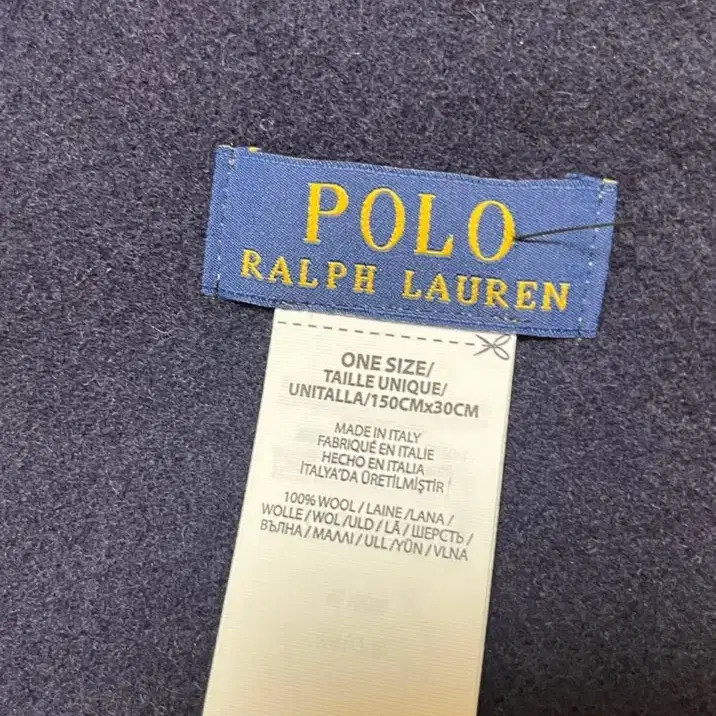 POLO
RALPH LAUREN
ONE SIZE/
TAILLE UNIQUE/
UNITALLA/150CMx30CM
MADE IN ITALY
FABRIQUÉ EN ITALIE
HECHO EN ITALIA
İTALYA'DA ÜRETİLMİŞTİR
100% WOOL / LAINE /LANA /
WOLLE / WOL /ULD / LÃ / ШЕРСТЬ /
ВЪЛНА / ΜΑΛΛΙ / ULL /YÜN / VLNA